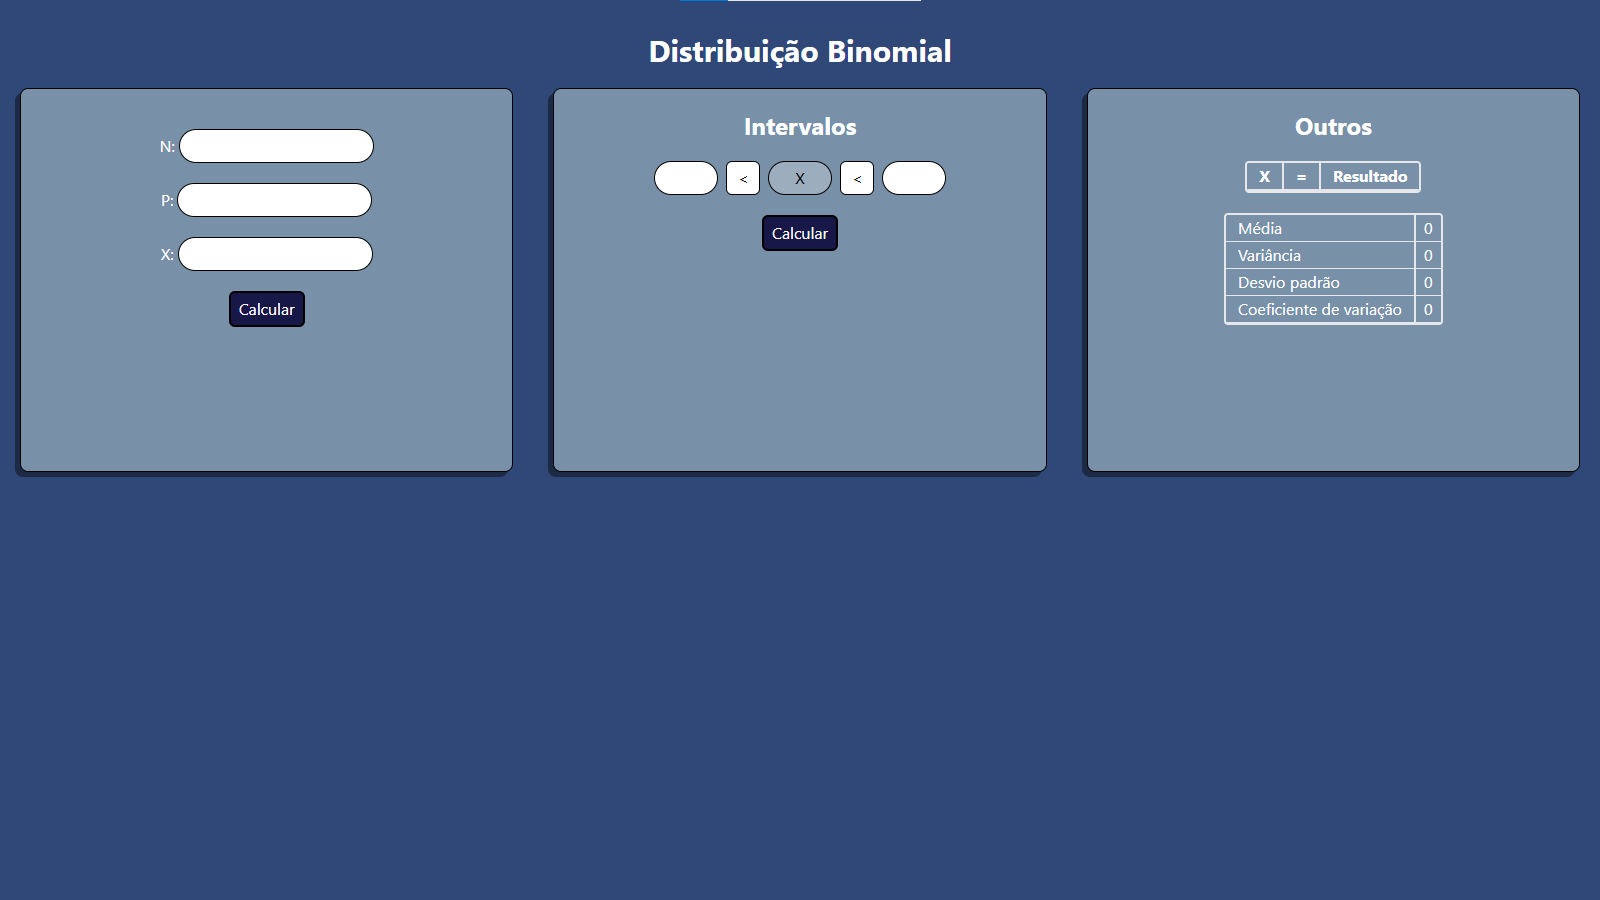 Distribuição Binomial
N:
P:
X:
Calcular
Intervalos
< X <
Calcular
Outros
X = Resultado
Média 0
Variância 0
Desvio padrão 0
Coeficiente de variação 0